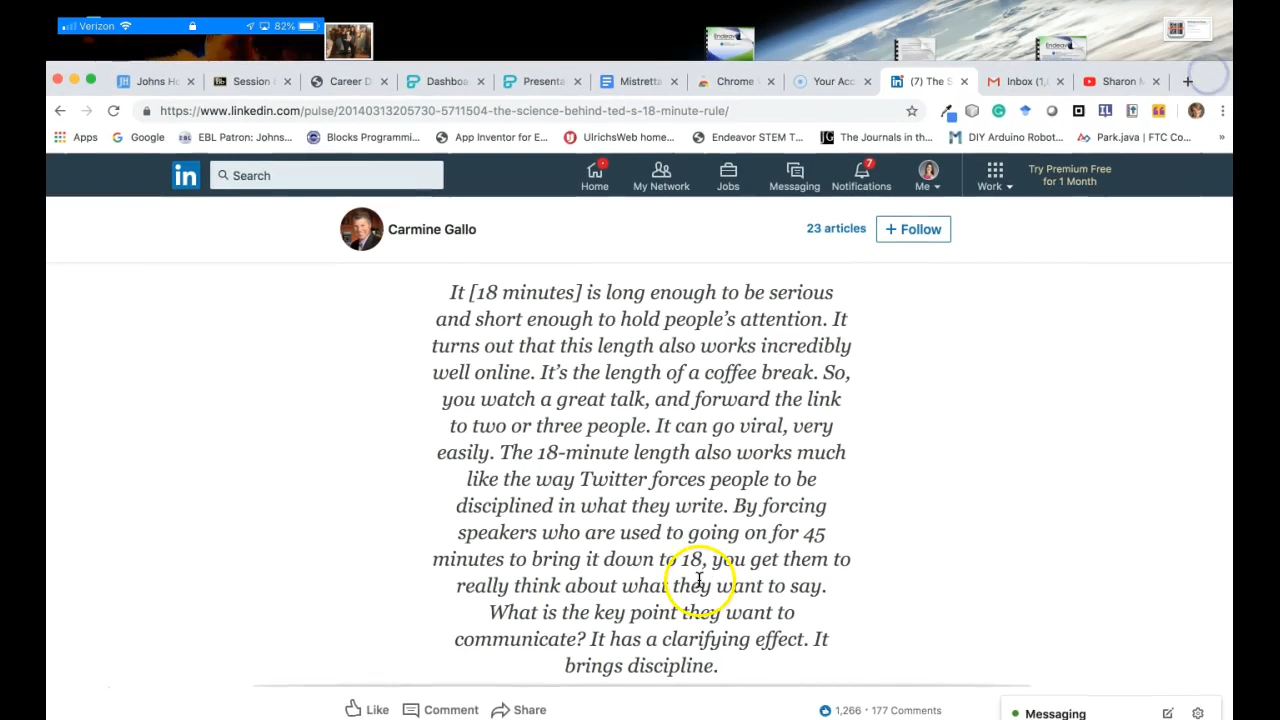 Verizon 82%
Endeavor
Johns Ho Session Career D Dashboa Presenta Mistretta Chrome Your Acc (7) The S Inbox (1, Sharon M
https://www.linkedin.com/pulse/20140313205730-5711504-the-science-behind-ted-s-18-minute-rule/
Apps Google EBL Patron: Johns... Blocks Programmi... App Inventor for E... UlrichsWeb home... Endeavor STEM T... The Journals in th... DIY Arduino Robot... Park.java | FTC Co... »
in Search Home My Network Jobs Messaging 7 Notifications Me Work Try Premium Free
for 1 Month
Carmine Gallo 23 articles + Follow
It [18 minutes] is long enough to be serious
and short enough to hold people's attention. It
turns out that this length also works incredibly
well online. It's the length of a coffee break. So,
you watch a great talk, and forward the link
to two or three people. It can go viral, very
easily. The 18-minute length also works much
like the way Twitter forces people to be
disciplined in what they write. By forcing
speakers who are used to going on for 45
minutes to bring it down to 18, you get them to
really think about what they want to say.
What is the key point they want to
communicate? It has a clarifying effect. It
brings discipline.
Like Comment Share 1,266 · 177 Comments
Messaging